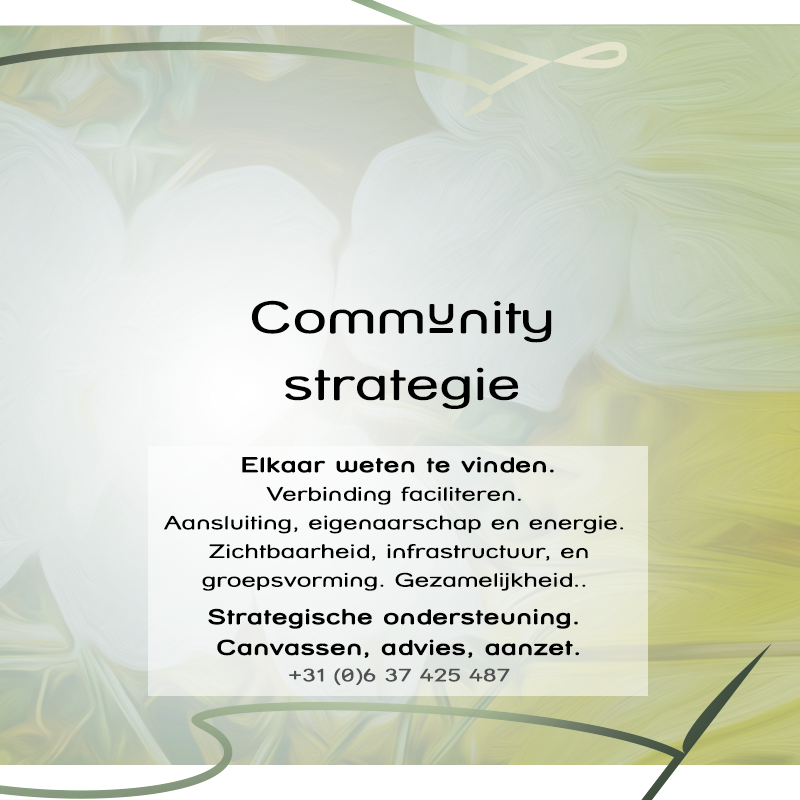 Community
strategie
Elkaar weten te vinden.
Verbinding faciliteren.
Aansluiting, eigenaarschap en energie.
Zichtbaarheid, infrastructuur, en
groepsvorming. Gezamelijkheid..
Strategische ondersteuning.
Canvassen, advies, aanzet.
+31 (0)6 37 425 487